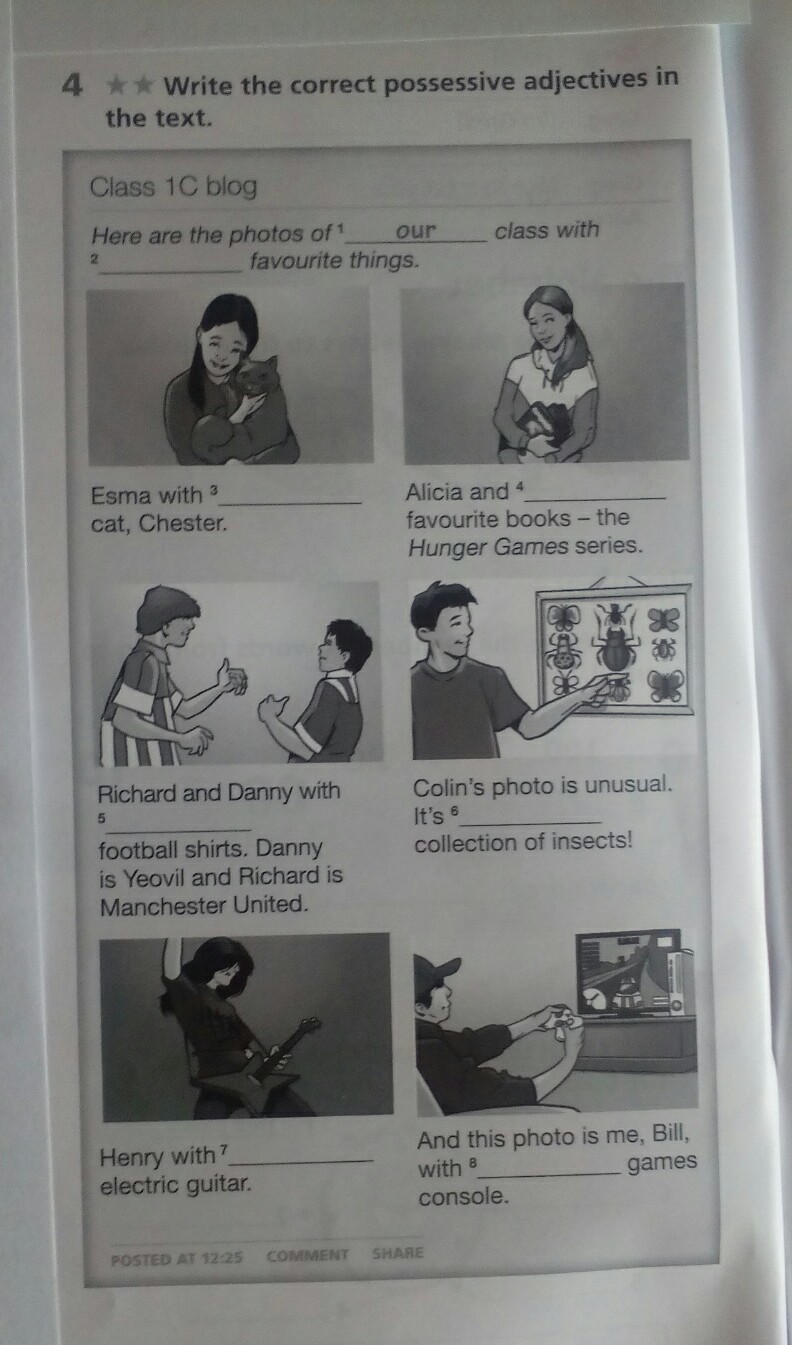 4 ★★ Write the correct possessive adjectives in
the text.
Class 1C blog
Here are the photos of ¹ our class with
² favourite things.
Esma with ³
cat, Chester.
Alicia and ⁴
favourite books – the
Hunger Games series.
Richard and Danny with
⁵
football shirts. Danny
is Yeovil and Richard is
Manchester United.
Colin's photo is unusual.
It's ⁶
collection of insects!
Henry with ⁷
electric guitar.
And this photo is me, Bill,
with ⁸ games
console.
POSTED AT 12:25 COMMENT SHARE